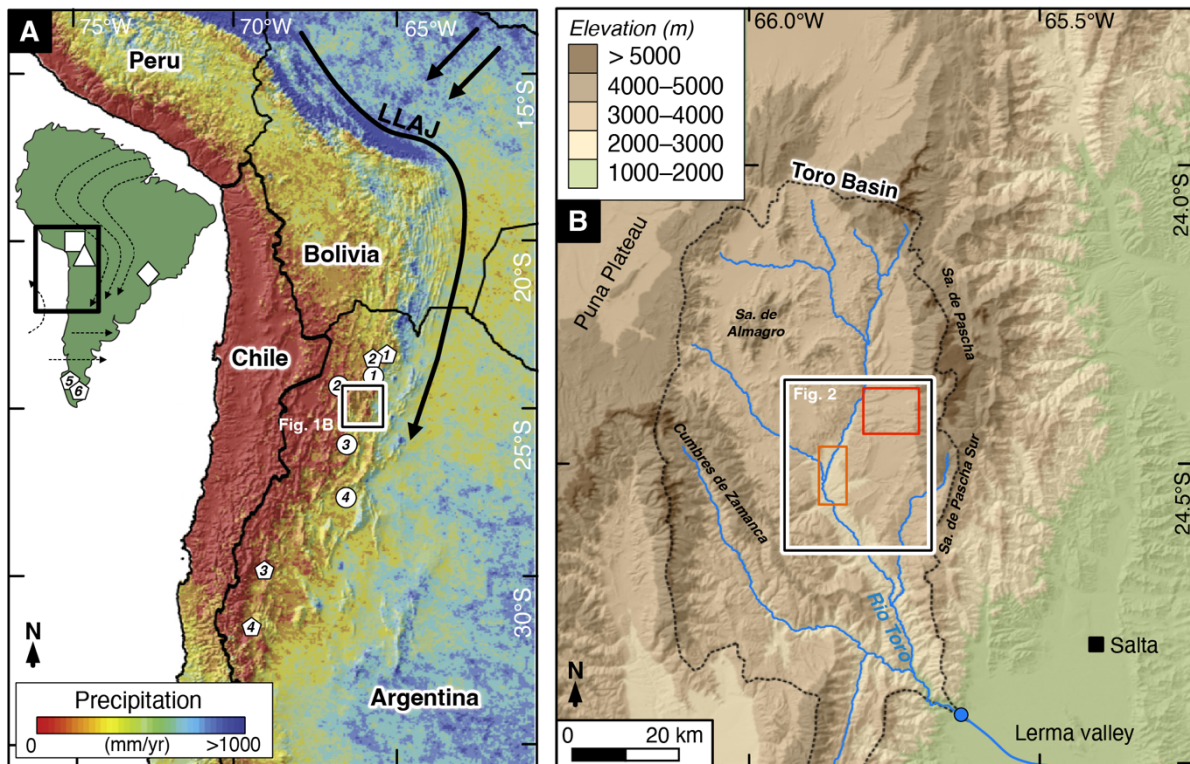 A
75°W
70°W
65°W
Peru
15°S
LLAJ
Bolivia
20°S
Chile
2
1
1
2
Fig. 1B
25°S
3
4
5
6
3
4
30°S
N
Argentina
Precipitation
0
(mm/yr)
>1000
Elevation (m)
> 5000
4000–5000
3000–4000
2000–3000
1000–2000
66.0°W
65.5°W
B
Toro Basin
24.0°S
Puna Plateau
Sa. de
Almagro
Sa. de Pascha
Fig. 2
Cumbres de Zamanca
Sa. de Pascha Sur
24.5°S
Rio Toro
Salta
N
0
20 km
Lerma valley